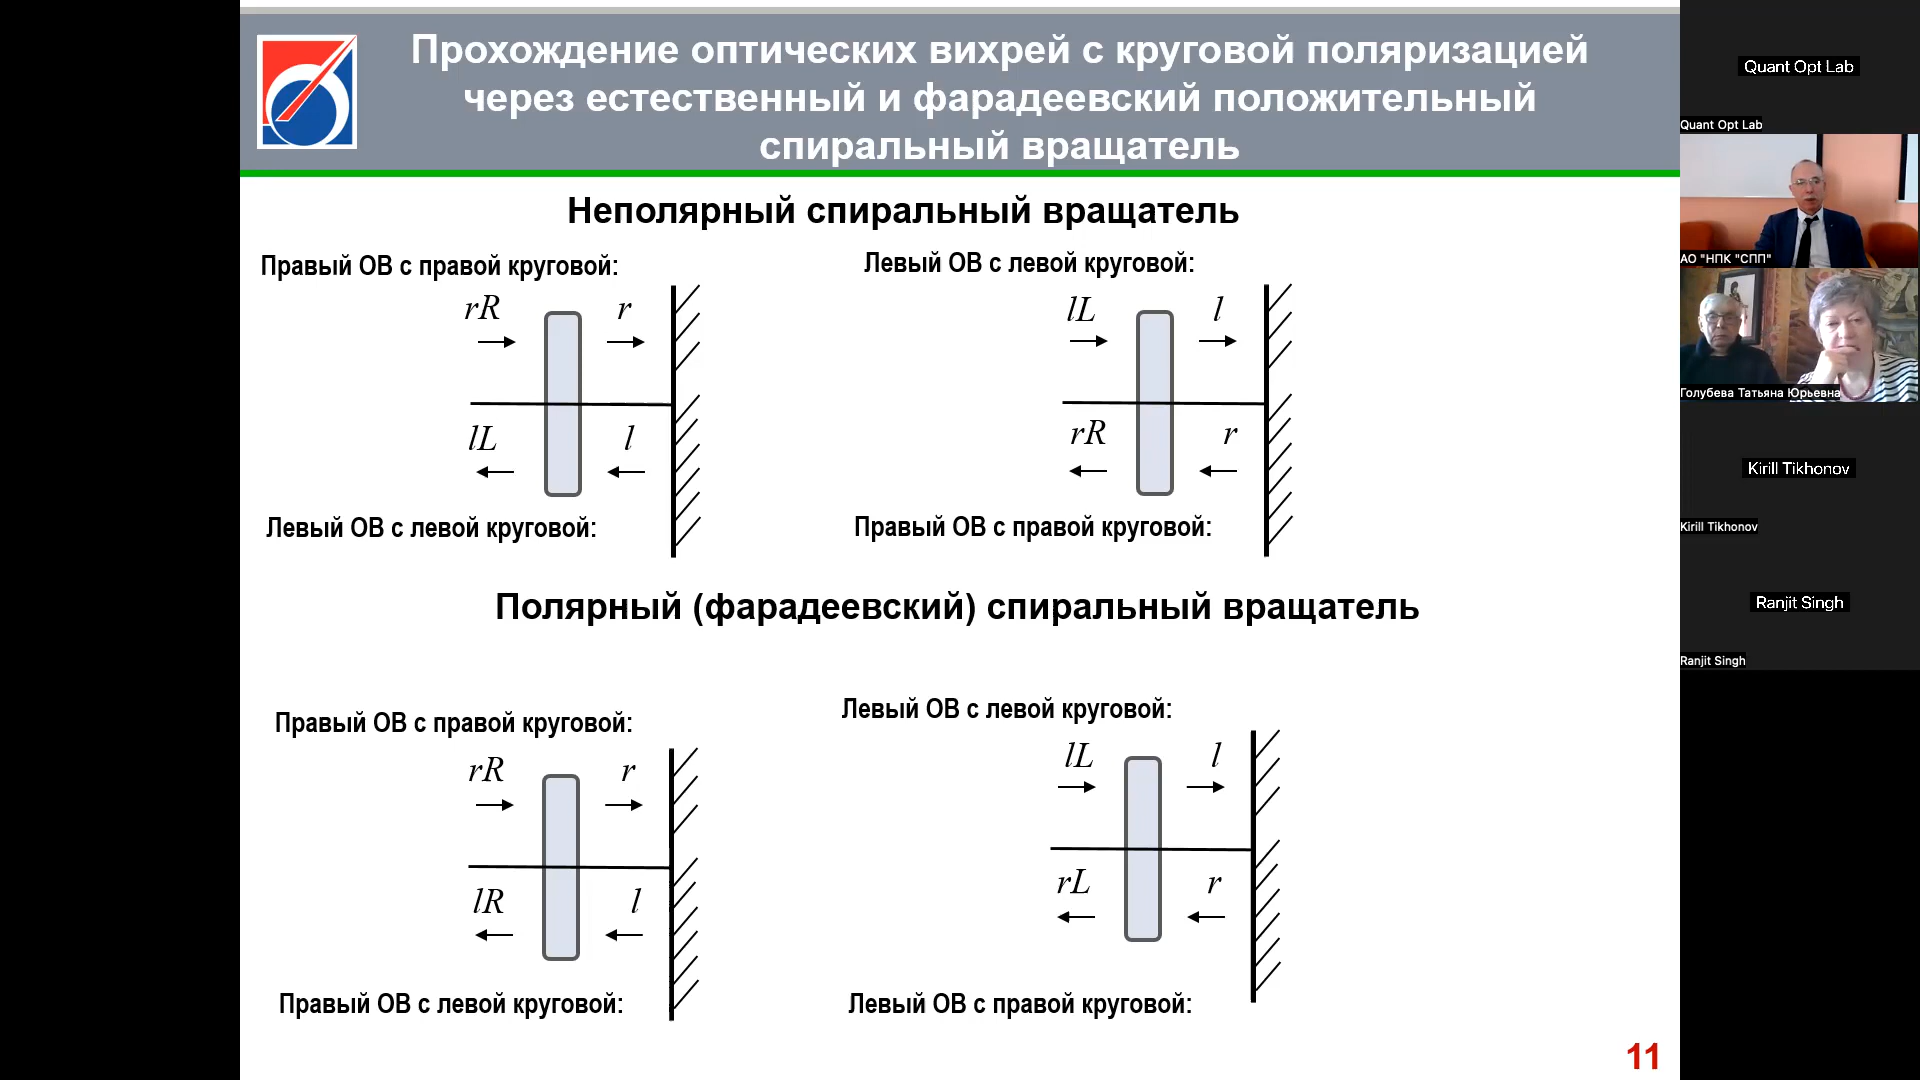 Прохождение оптических вихрей с круговой поляризацией
через естественный и фарадеевский положительный
спиральный вращатель
Неполярный спиральный вращатель
Правый ОВ с правой круговой:
rR r
lL l
Левый ОВ с левой круговой:
Левый ОВ с левой круговой:
lL l
rR r
Правый ОВ с правой круговой:
Полярный (фарадеевский) спиральный вращатель
Правый ОВ с правой круговой:
rR r
lR l
Правый ОВ с левой круговой:
Левый ОВ с левой круговой:
lL l
rL r
Левый ОВ с правой круговой:
11
Quant Opt Lab
Quant Opt Lab
АО "НПК "СПП"
Голубева Татьяна Юрьевна
Kirill Tikhonov
Kirill Tikhonov
Ranjit Singh
Ranjit Singh